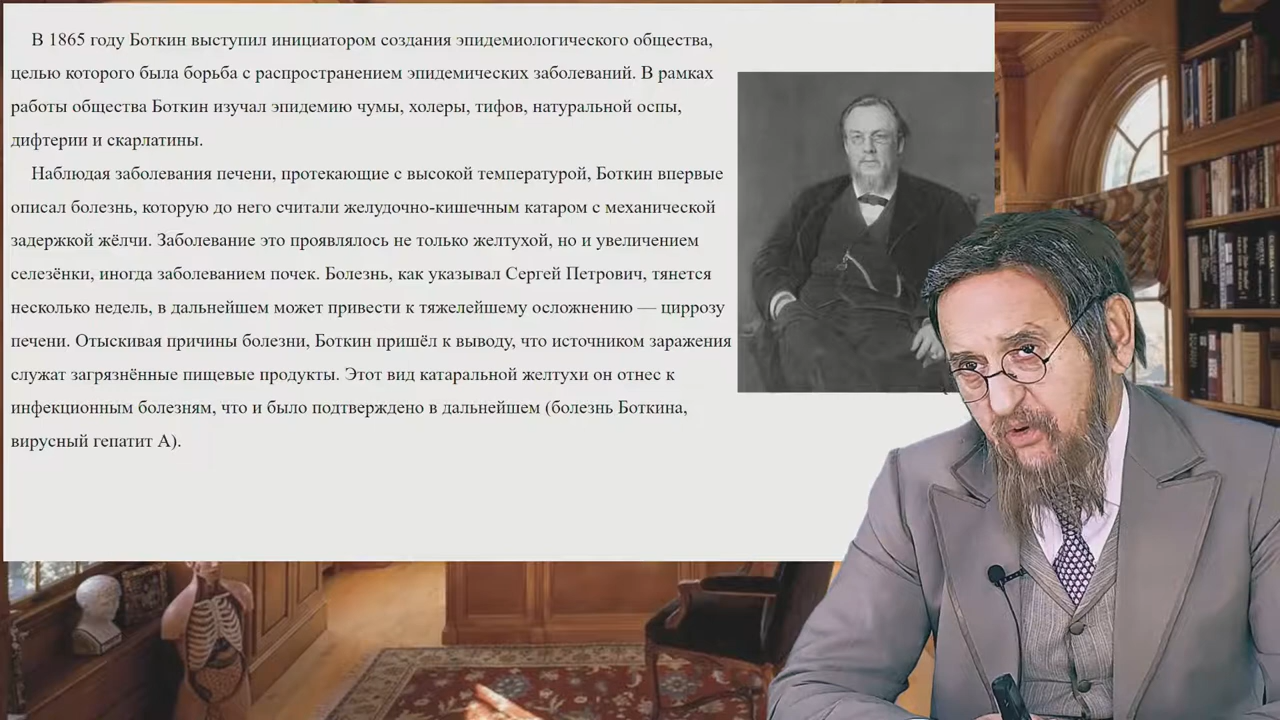 В 1865 году Боткин выступил инициатором создания эпидемиологического общества,
целью которого была борьба с распространением эпидемических заболеваний. В рамках
работы общества Боткин изучал эпидемию чумы, холеры, тифов, натуральной оспы,
дифтерии и скарлатины.
Наблюдая заболевания печени, протекающие с высокой температурой, Боткин впервые
описал болезнь, которую до него считали желудочно-кишечным катаром с механической
задержкой жёлчи. Заболевание это проявлялось не только желтухой, но и увеличением
селезёнки, иногда заболеванием почек. Болезнь, как указывал Сергей Петрович, тянется
несколько недель, в дальнейшем может привести к тяжелейшему осложнению — циррозу
печени. Отыскивая причины болезни, Боткин пришёл к выводу, что источником заражения
служат загрязнённые пищевые продукты. Этот вид катаральной желтухи он отнес к
инфекционным болезням, что и было подтверждено в дальнейшем (болезнь Боткина,
вирусный гепатит А).